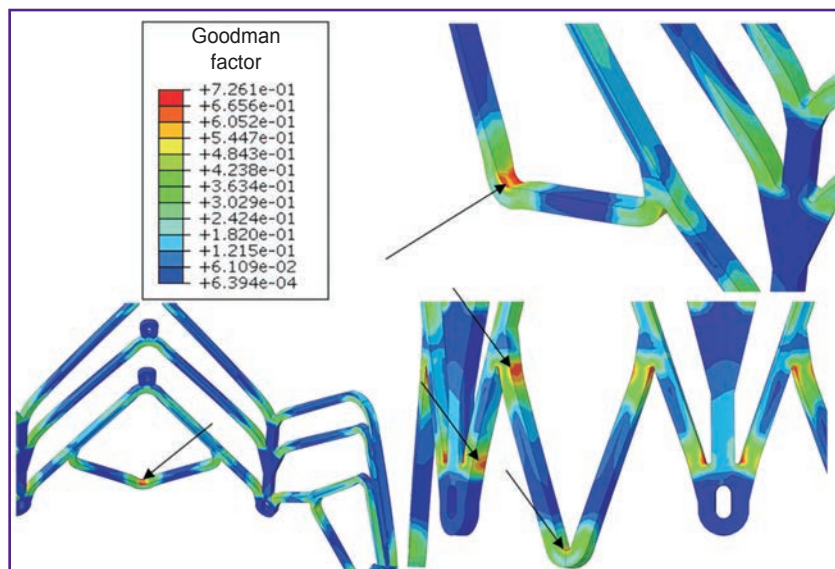 Goodman
factor
+7.261e-01
+6.656e-01
+6.052e-01
+5.447e-01
+4.843e-01
+4.238e-01
+3.634e-01
+3.029e-01
+2.424e-01
+1.820e-01
+1.215e-01
+6.109e-02
+6.394e-04